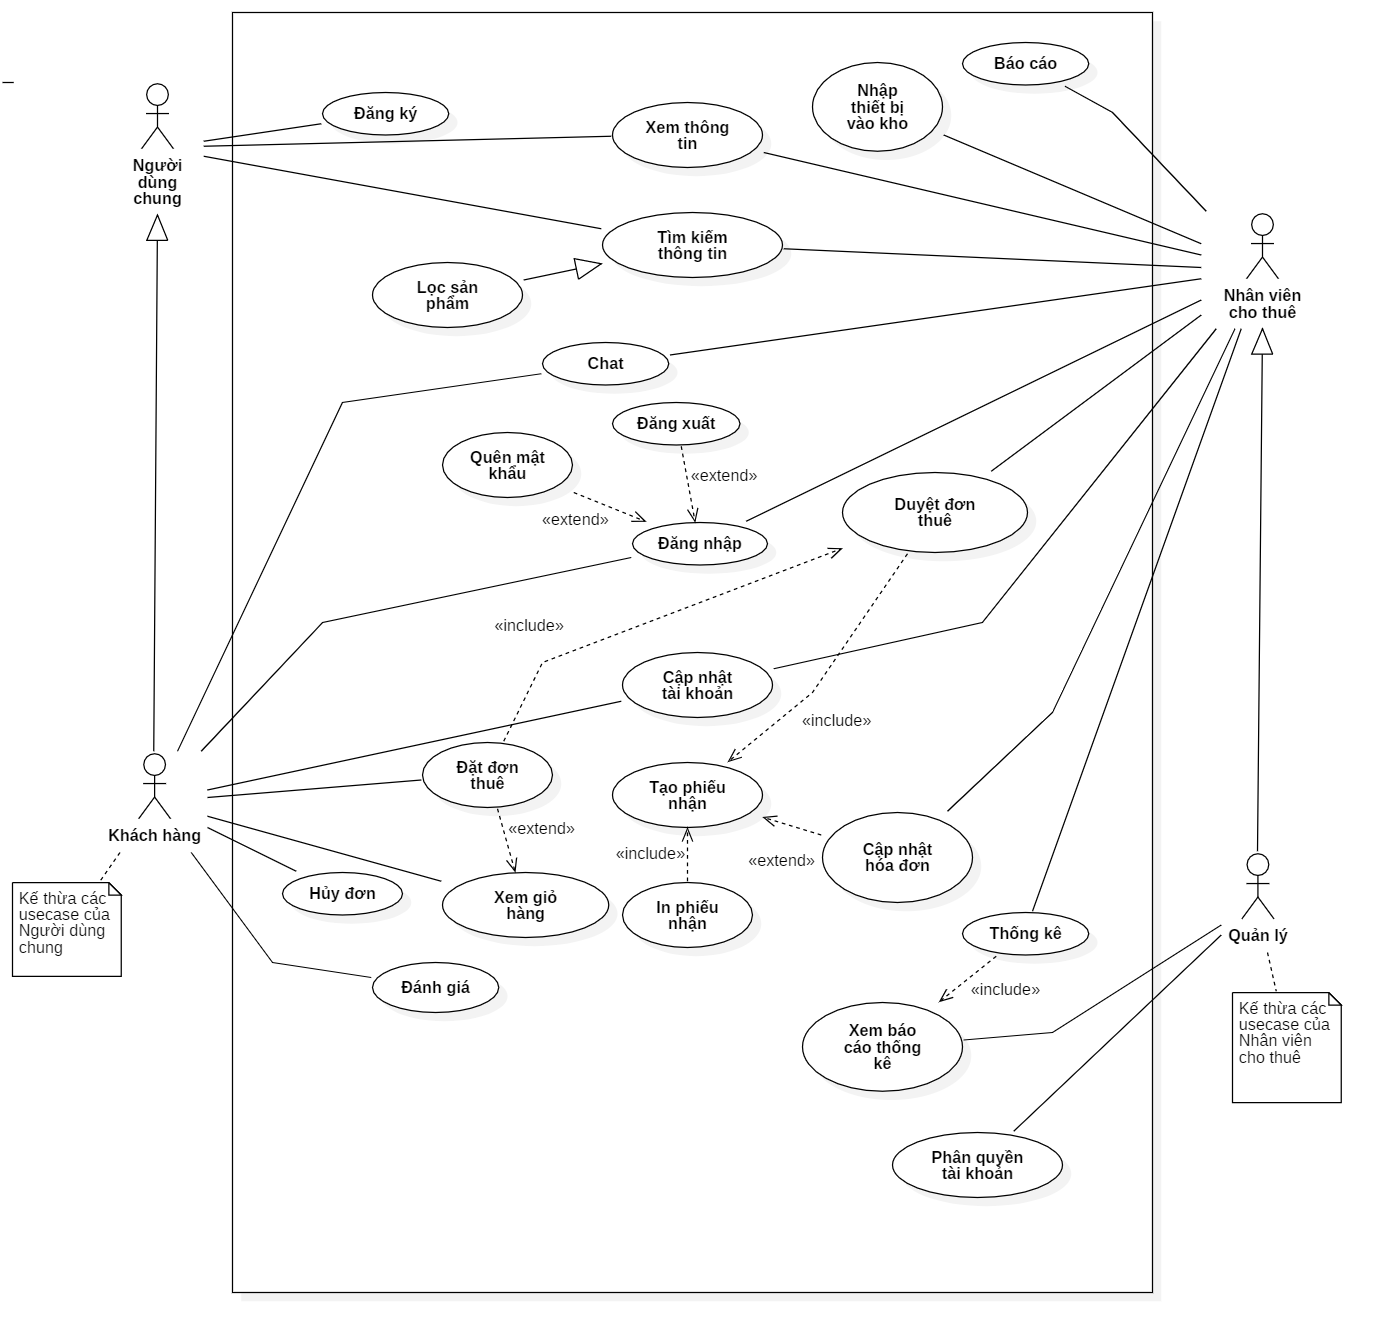 Báo cáo
Nhập
thiết bị
vào kho
Đăng ký
Xem thông
tin
Người
dùng
chung
Tìm kiếm
thông tin
Lọc sản
phẩm
Nhân viên
cho thuê
Chat
Đăng xuất
Quên mật
khẩu
«extend»
«extend»
Duyệt đơn
thuê
Đăng nhập
«include»
Cập nhật
tài khoản
«include»
Đặt đơn
thuê
Tạo phiếu
nhận
«extend»
Khách hàng
«include»
«extend»
Cập nhật
hóa đơn
Hủy đơn
Xem giỏ
hàng
In phiếu
nhận
Kế thừa các
usecase của
Người dùng
chung
Thống kê
Quản lý
Đánh giá
«include»
Xem báo
cáo thống
kê
Kế thừa các
usecase của
Nhân viên
cho thuê
Phân quyền
tài khoản